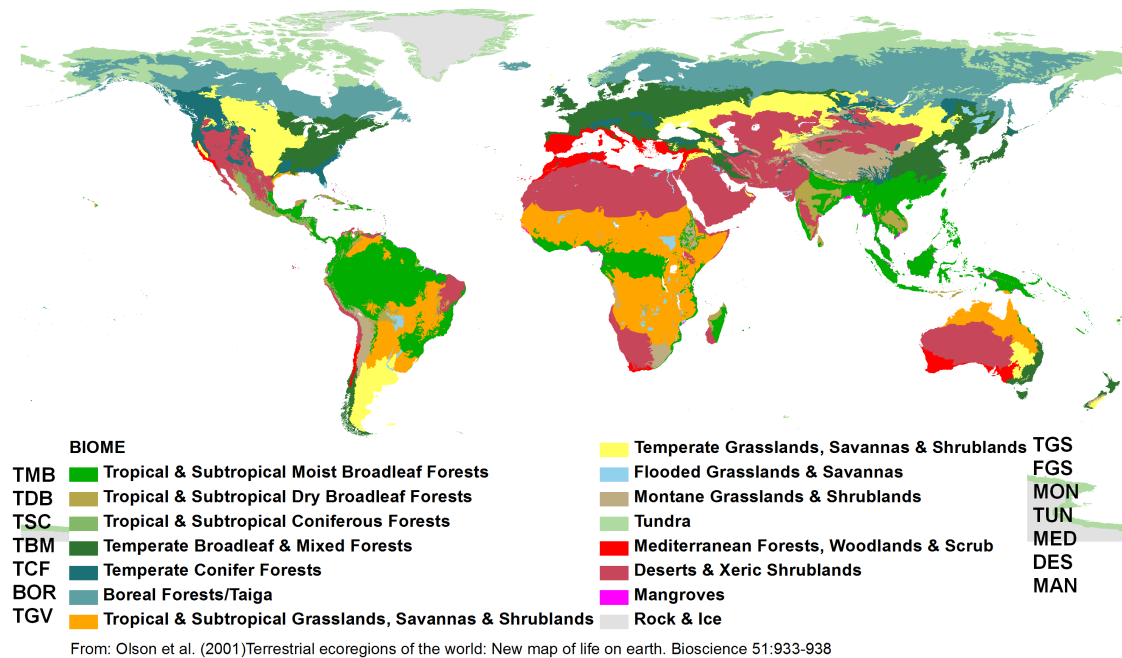 BIOME
TMB Tropical & Subtropical Moist Broadleaf Forests
TDB Tropical & Subtropical Dry Broadleaf Forests
TSC Tropical & Subtropical Coniferous Forests
TBM Temperate Broadleaf & Mixed Forests
TCF Temperate Conifer Forests
BOR Boreal Forests/Taiga
TGV Tropical & Subtropical Grasslands, Savannas & Shrublands
Temperate Grasslands, Savannas & Shrublands TGS
Flooded Grasslands & Savannas FGS
Montane Grasslands & Shrublands MON
Tundra TUN
Mediterranean Forests, Woodlands & Scrub MED
Deserts & Xeric Shrublands DES
Mangroves MAN
Rock & Ice
From: Olson et al. (2001)Terrestrial ecoregions of the world: New map of life on earth. Bioscience 51:933-938